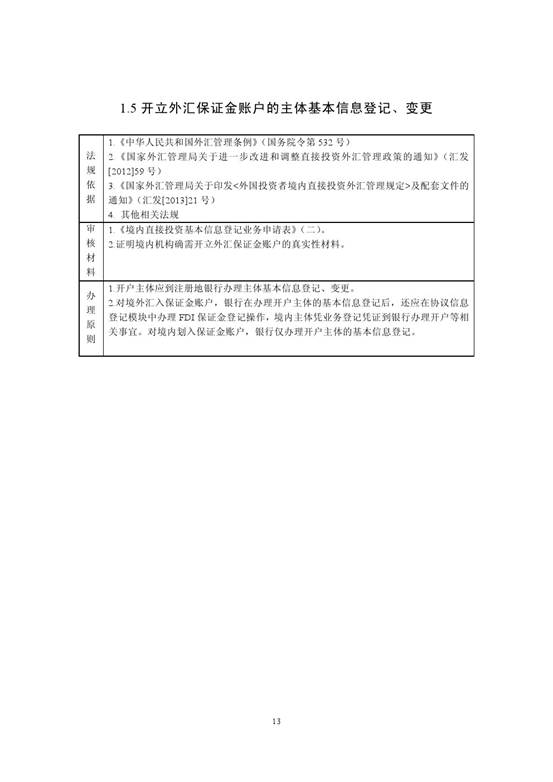 1.5 开立外汇保证金账户的主体基本信息登记、变更
法规依据
1.《中华人民共和国外汇管理条例》（国务院令第 532 号）
2.《国家外汇管理局关于进一步改进和调整直接投资外汇管理政策的通知》（汇发
[2012]59 号）
3.《国家外汇管理局关于印发<外国投资者境内直接投资外汇管理规定>及配套文件的
通知》（汇发[2013]21 号）
4. 其他相关法规
审核材料
1.《境内直接投资基本信息登记业务申请表》（二）。
2.证明境内机构确需开立外汇保证金账户的真实性材料。
办理原则
1.开户主体应到注册地银行办理主体基本信息登记、变更。
2.对境外汇入保证金账户，银行在办理开户主体的基本信息登记后，还应在协议信息
登记模块中办理 FDI 保证金登记操作，境内主体凭业务登记凭证到银行办理开户等相
关事宜。对境内划入保证金账户，银行仅办理开户主体的基本信息登记。
13